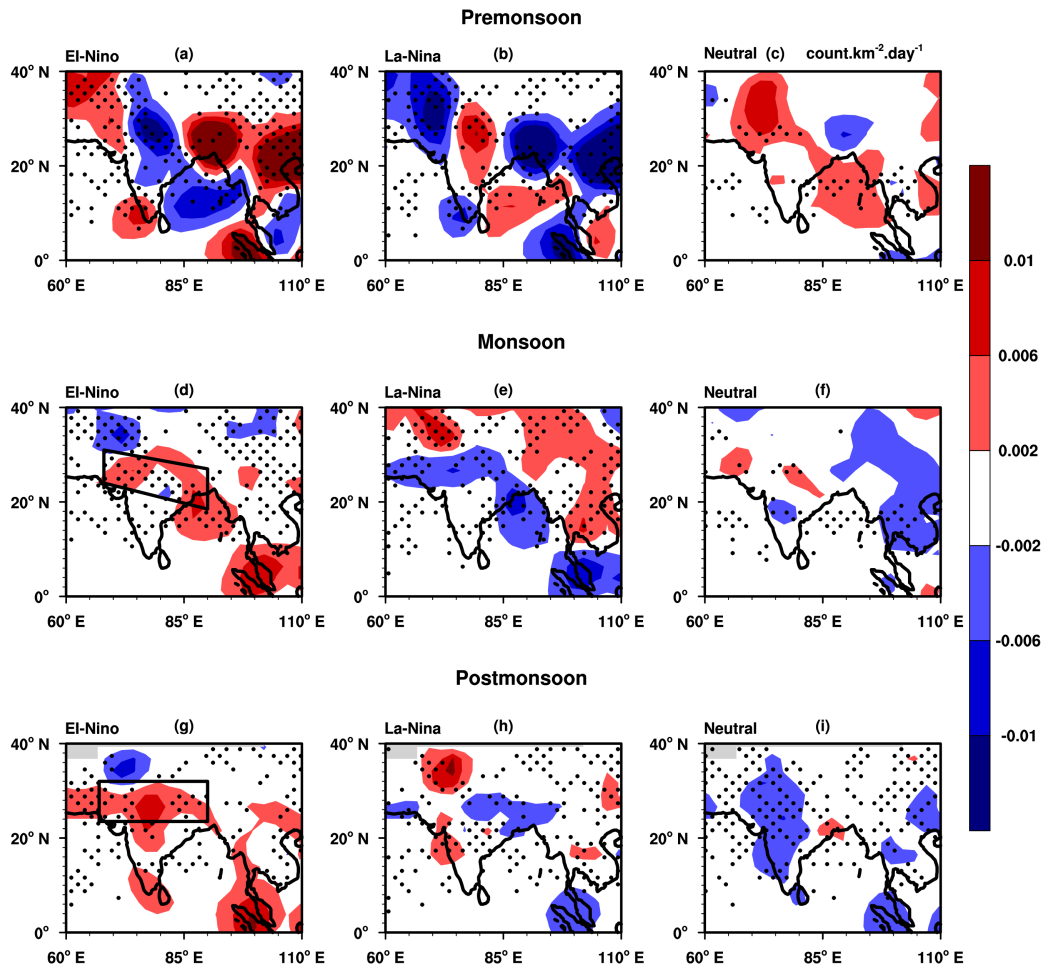 Premonsoon
El-Nino (a) La-Nina (b) Neutral (c) count.km⁻².day⁻¹
40° N 40° N 40° N
20° N 20° N 20° N
0° 0° 0°
60° E 85° E 110° E 60° E 85° E 110° E 60° E 85° E 110° E
0.01
0.006
0.002
-0.002
-0.006
-0.01
Monsoon
El-Nino (d) La-Nina (e) Neutral (f)
40° N 40° N 40° N
20° N 20° N 20° N
0° 0° 0°
60° E 85° E 110° E 60° E 85° E 110° E 60° E 85° E 110° E
Postmonsoon
El-Nino (g) La-Nina (h) Neutral (i)
40° N 40° N 40° N
20° N 20° N 20° N
0° 0° 0°
60° E 85° E 110° E 60° E 85° E 110° E 60° E 85° E 110° E